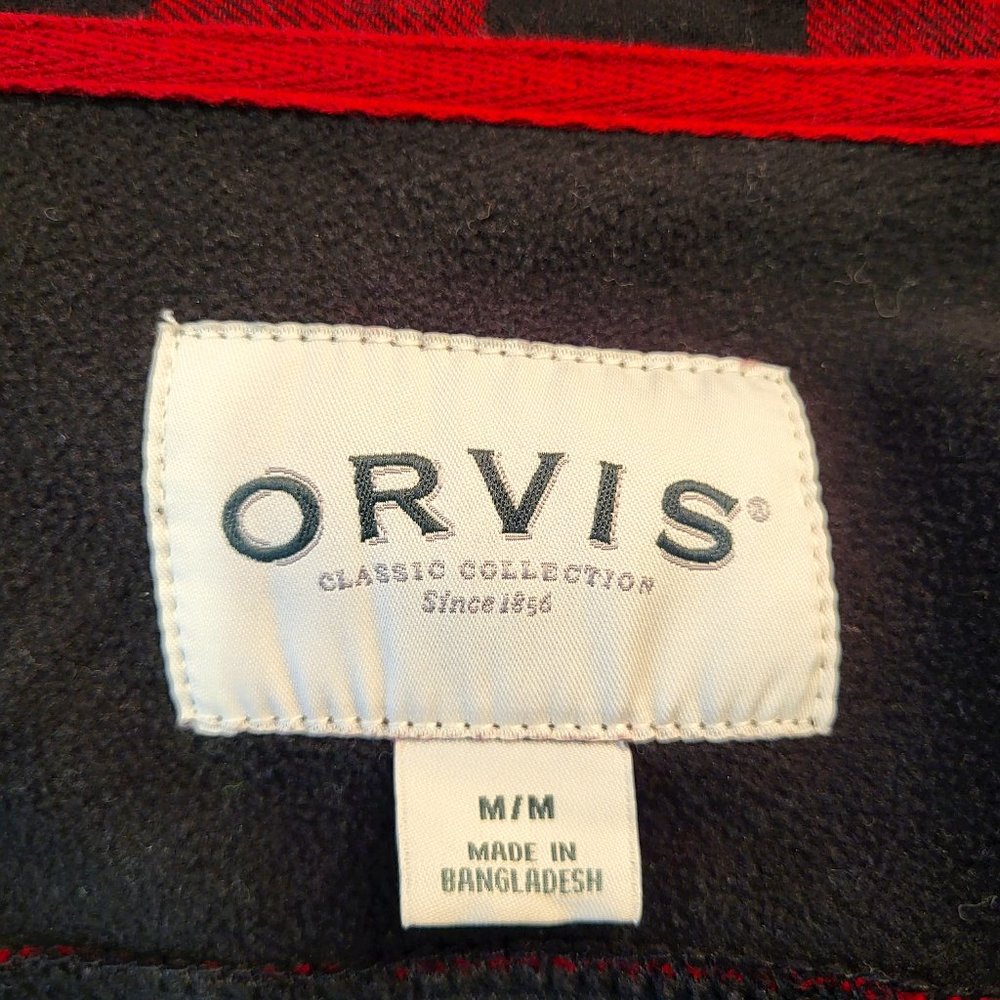 ORVIS®
CLASSIC COLLECTION
Since 1856
M/M
MADE IN
BANGLADESH